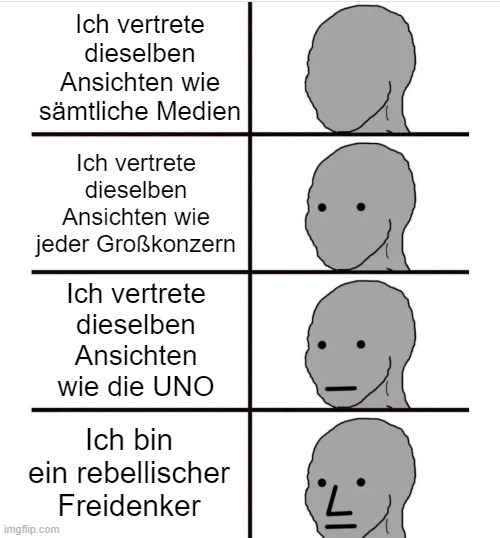 Ich vertrete
dieselben
Ansichten wie
sämtliche Medien
Ich vertrete
dieselben
Ansichten wie
jeder Großkonzern
Ich vertrete
dieselben
Ansichten
wie die UNO
Ich bin
ein rebellischer
Freidenker
imgflip.com